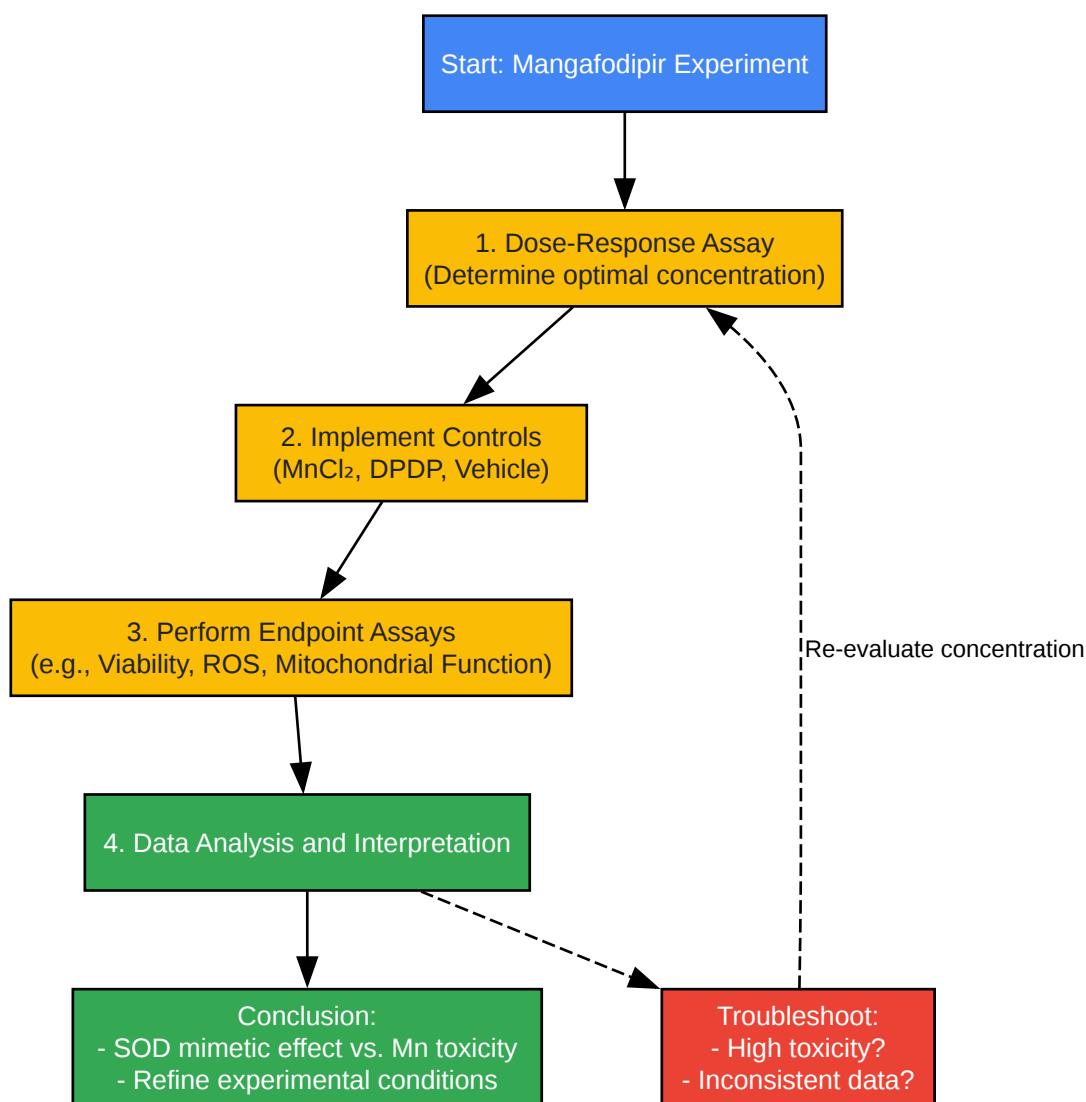 Start: Mangafodipir Experiment
1. Dose-Response Assay
(Determine optimal concentration)
2. Implement Controls
(MnCl₂, DPDP, Vehicle)
3. Perform Endpoint Assays
(e.g., Viability, ROS, Mitochondrial Function)
Re-evaluate concentration
4. Data Analysis and Interpretation
Conclusion:
- SOD mimetic effect vs. Mn toxicity
- Refine experimental conditions
Troubleshoot:
- High toxicity?
- Inconsistent data?